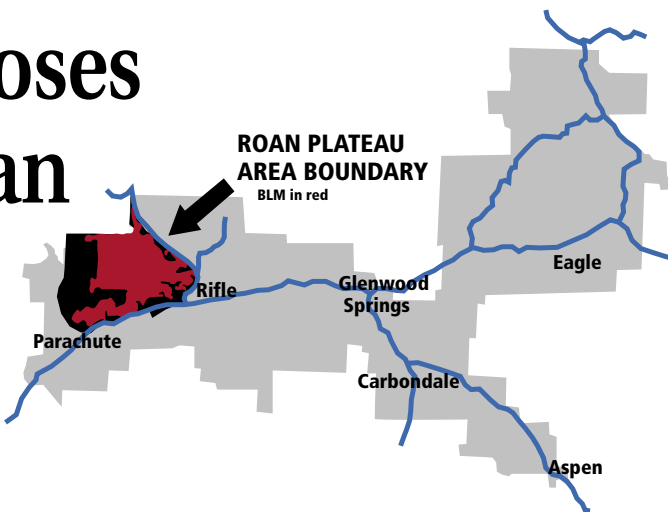 oses
an
ROAN PLATEAU
AREA BOUNDARY
BLM in red
Eagle
Rifle
Glenwood
Springs
Parachute
Carbondale
Aspen